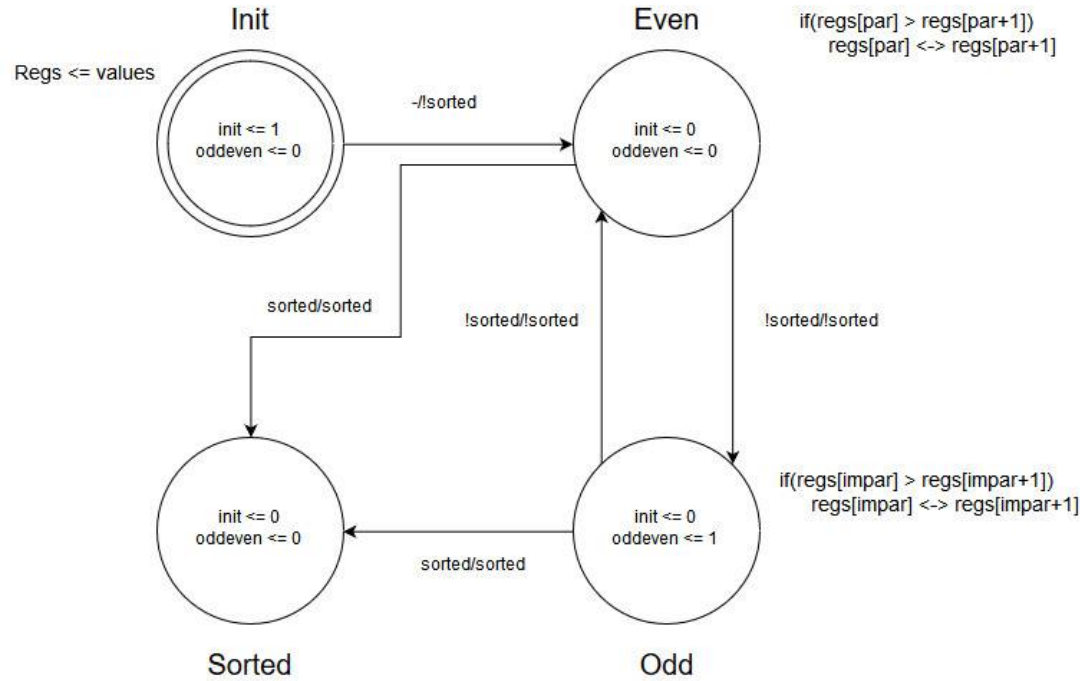 Init
Even
if(regs[par] > regs[par+1])
regs[par] <-> regs[par+1]
Regs <= values
-/!sorted
init <= 1
oddeven <= 0
init <= 0
oddeven <= 0
sorted/sorted
!sorted/!sorted
!sorted/!sorted
if(regs[impar] > regs[impar+1])
regs[impar] <-> regs[impar+1]
init <= 0
oddeven <= 0
init <= 0
oddeven <= 1
sorted/sorted
Sorted
Odd